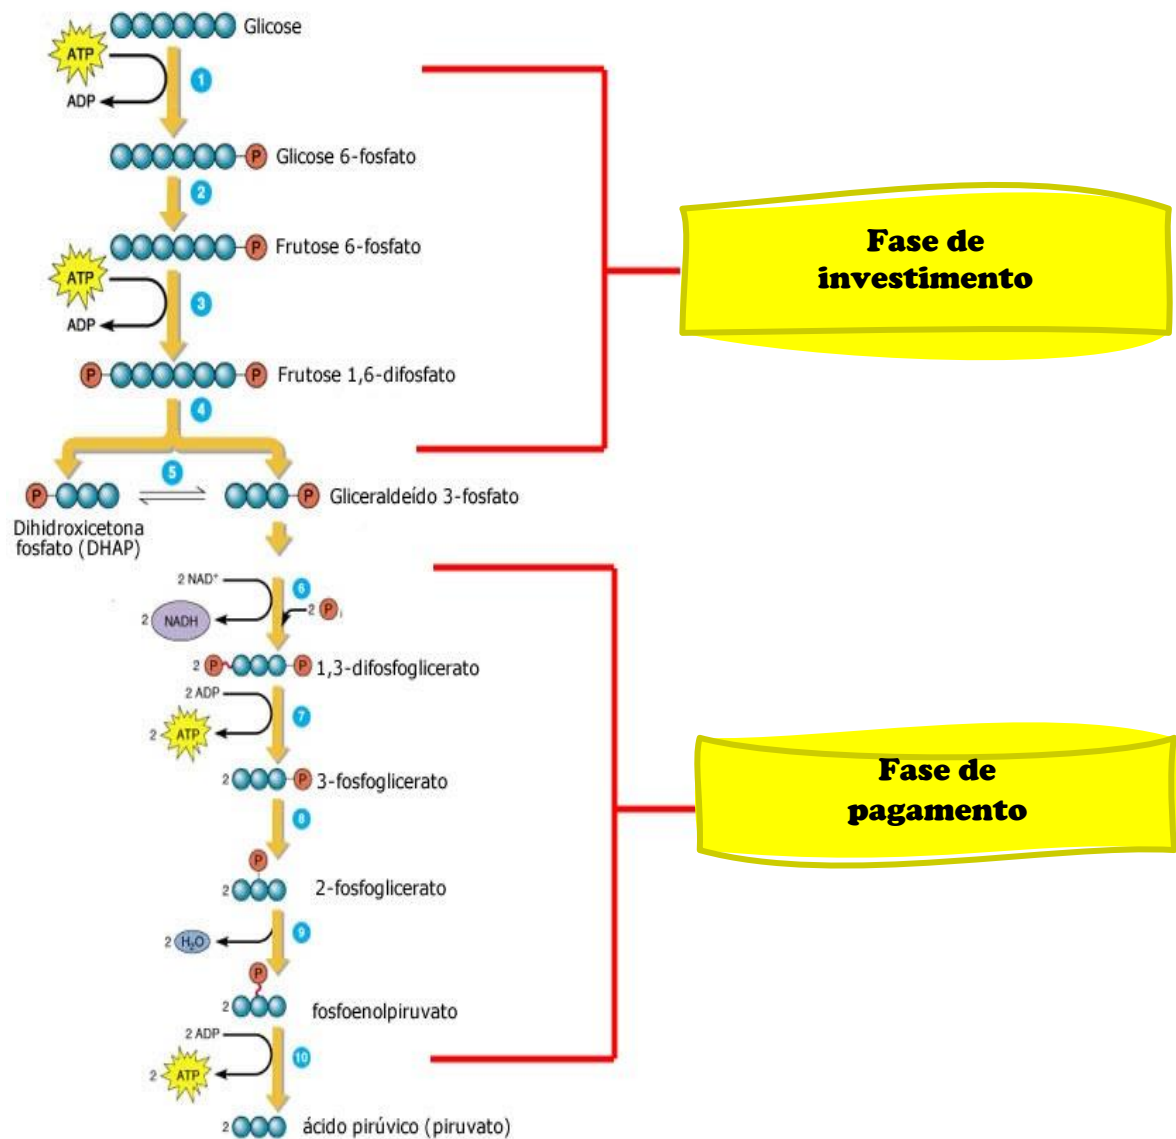 Glicose
ATP
1
ADP
P
Glicose 6-fosfato
2
P
Frutose 6-fosfato
ATP
3
ADP
P
P
Frutose 1,6-difosfato
4
Fase de
investimento
5
P
P
Gliceraldeído 3-fosfato
Dihidroxicetona
fosfato (DHAP)
2 NAD⁺
6
2 NADH
2 P i
2 P P
1,3-difosfoglicerato
2 ADP
7
2 ATP
2 P
3-fosfoglicerato
8
Fase de
pagamento
P
2
2-fosfoglicerato
9
2 H₂O
P
2
fosfoenolpiruvato
2 ADP
10
2 ATP
2
ácido pirúvico (piruvato)